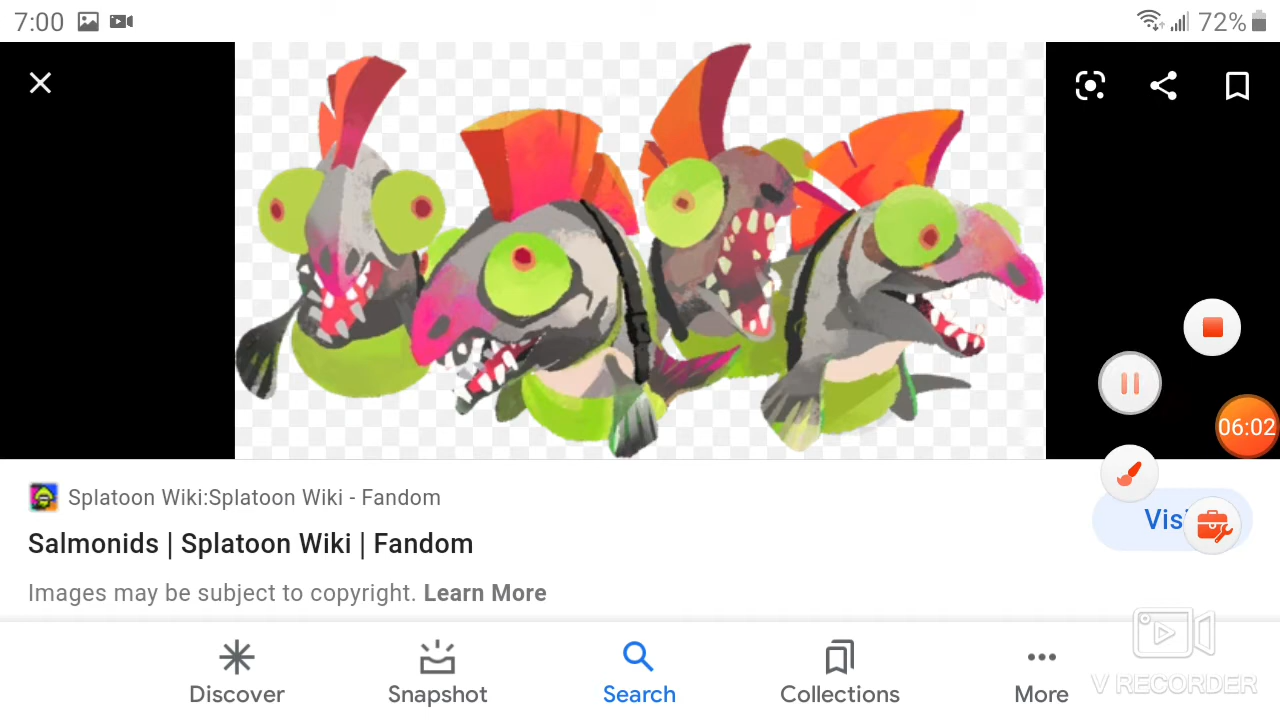 7:00
72%
06:02
Splatoon Wiki:Splatoon Wiki - Fandom
Visi
Salmonids | Splatoon Wiki | Fandom
Images may be subject to copyright. Learn More
Discover
Snapshot
Search
Collections
More
V RECORDER